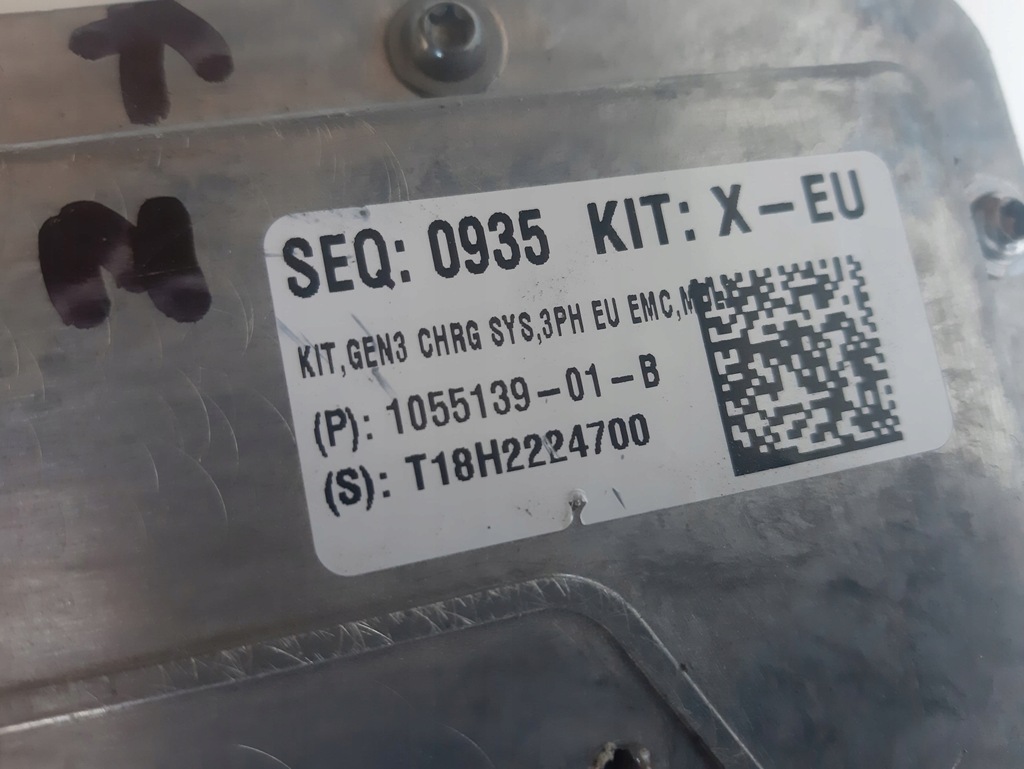 T
M
SEQ: 0935 KIT: X-EU
KIT,GEN3 CHRG SYS,3PH EU EMC,
(P): 1055139-01-B
(S): T18H2224700